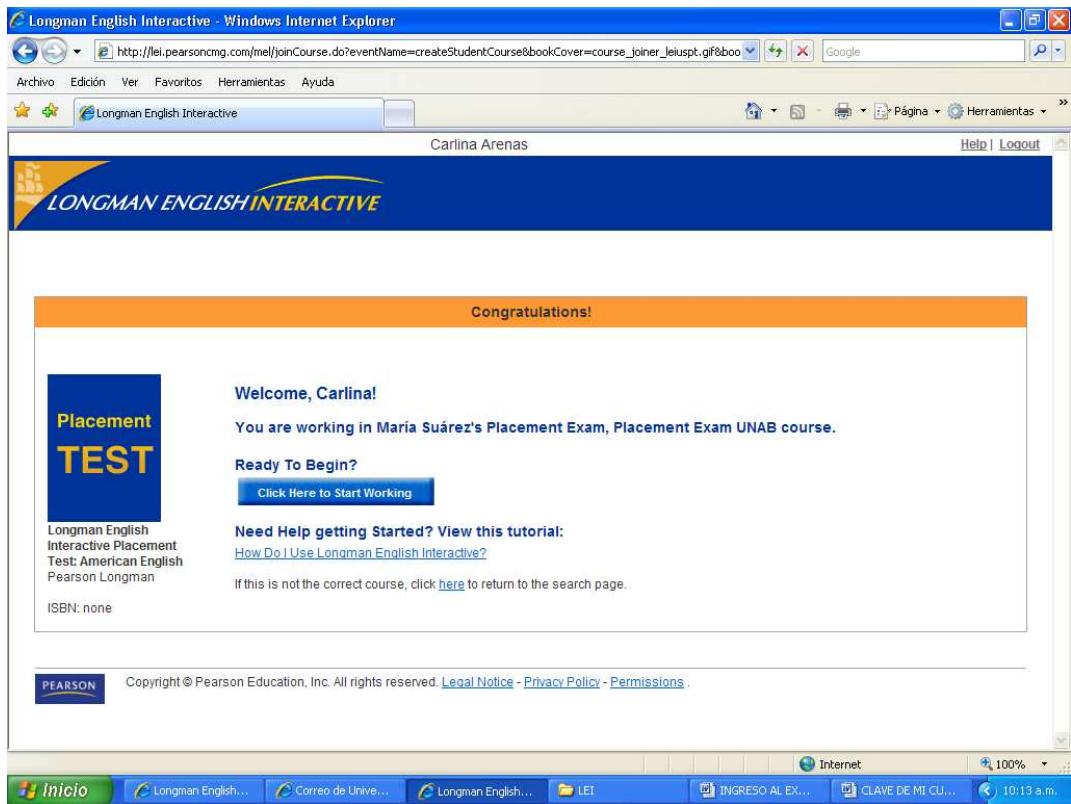 Longman English Interactive - Windows Internet Explorer
http://lei.pearsoncmg.com/mel/joinCourse.do?eventName=createStudentCourse&bookCover=course_joiner_leiuspt.gif&boo
Google
Archivo Edición Ver Favoritos Herramientas Ayuda
Longman English Interactive
Página
Herramientas
Carlina Arenas
Help | Logout
LONGMAN ENGLISH INTERACTIVE
Congratulations!
Placement
TEST
Longman English
Interactive Placement
Test: American English
Pearson Longman
ISBN: none
Welcome, Carlina!
You are working in María Suárez's Placement Exam, Placement Exam UNAB course.
Ready To Begin?
Click Here to Start Working
Need Help getting Started? View this tutorial:
How Do I Use Longman English Interactive?
If this is not the correct course, click here to return to the search page.
PEARSON
Copyright © Pearson Education, Inc. All rights reserved. Legal Notice - Privacy Policy - Permissions .
Internet
100%
Inicio
Longman English...
Correo de Unive...
Longman English...
LEI
INGRESO AL EX...
CLAVE DE MI CU...
10:13 a.m.